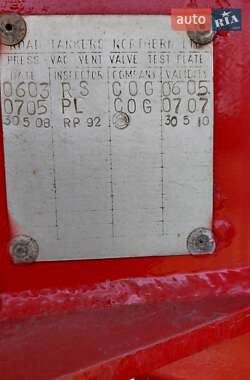 AUTO RIA
ROAD TANKERS NORTHERN LTD
PRESS-VAC VENT VALVE TEST PLATE
DATE INSPECTOR COMPANY VALIDITY
0603 RS COG 0605
0705 PL COG 0707
30 5 08 RP 92 30 5 10